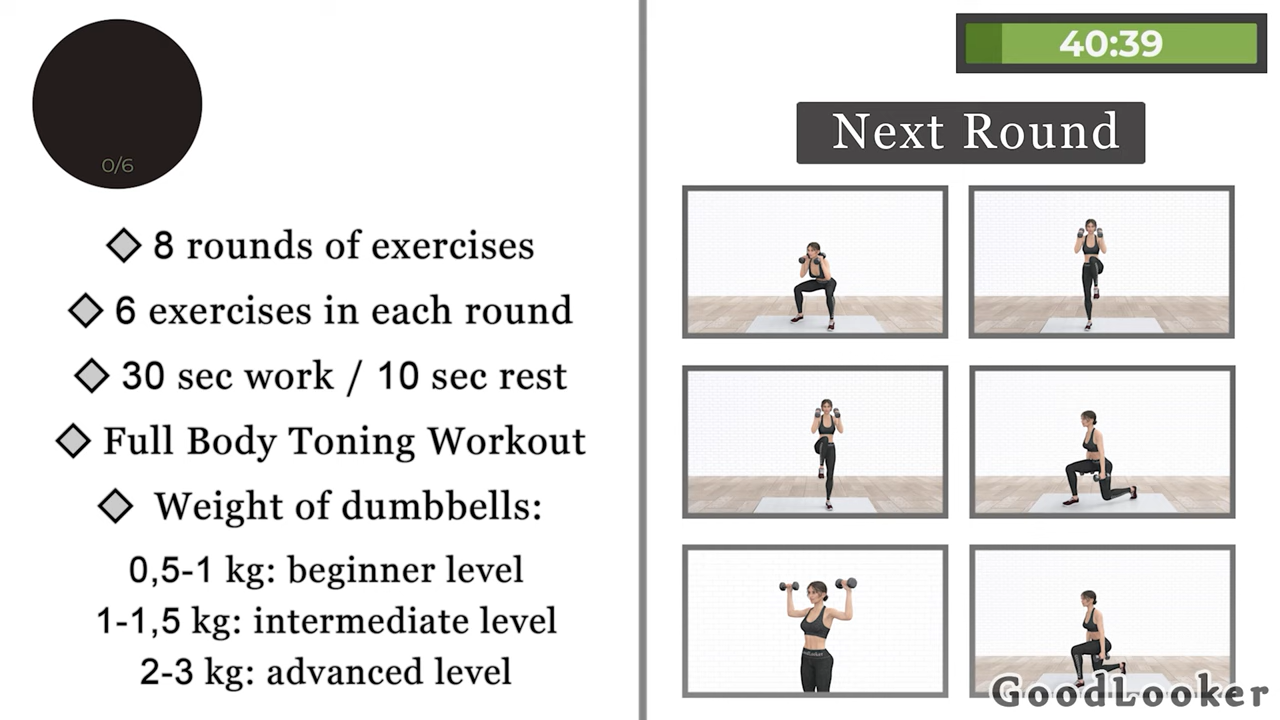 0/6
8 rounds of exercises
6 exercises in each round
30 sec work / 10 sec rest
Full Body Toning Workout
Weight of dumbbells:
0,5-1 kg: beginner level
1-1,5 kg: intermediate level
2-3 kg: advanced level
40:39
Next Round
GoodLooker